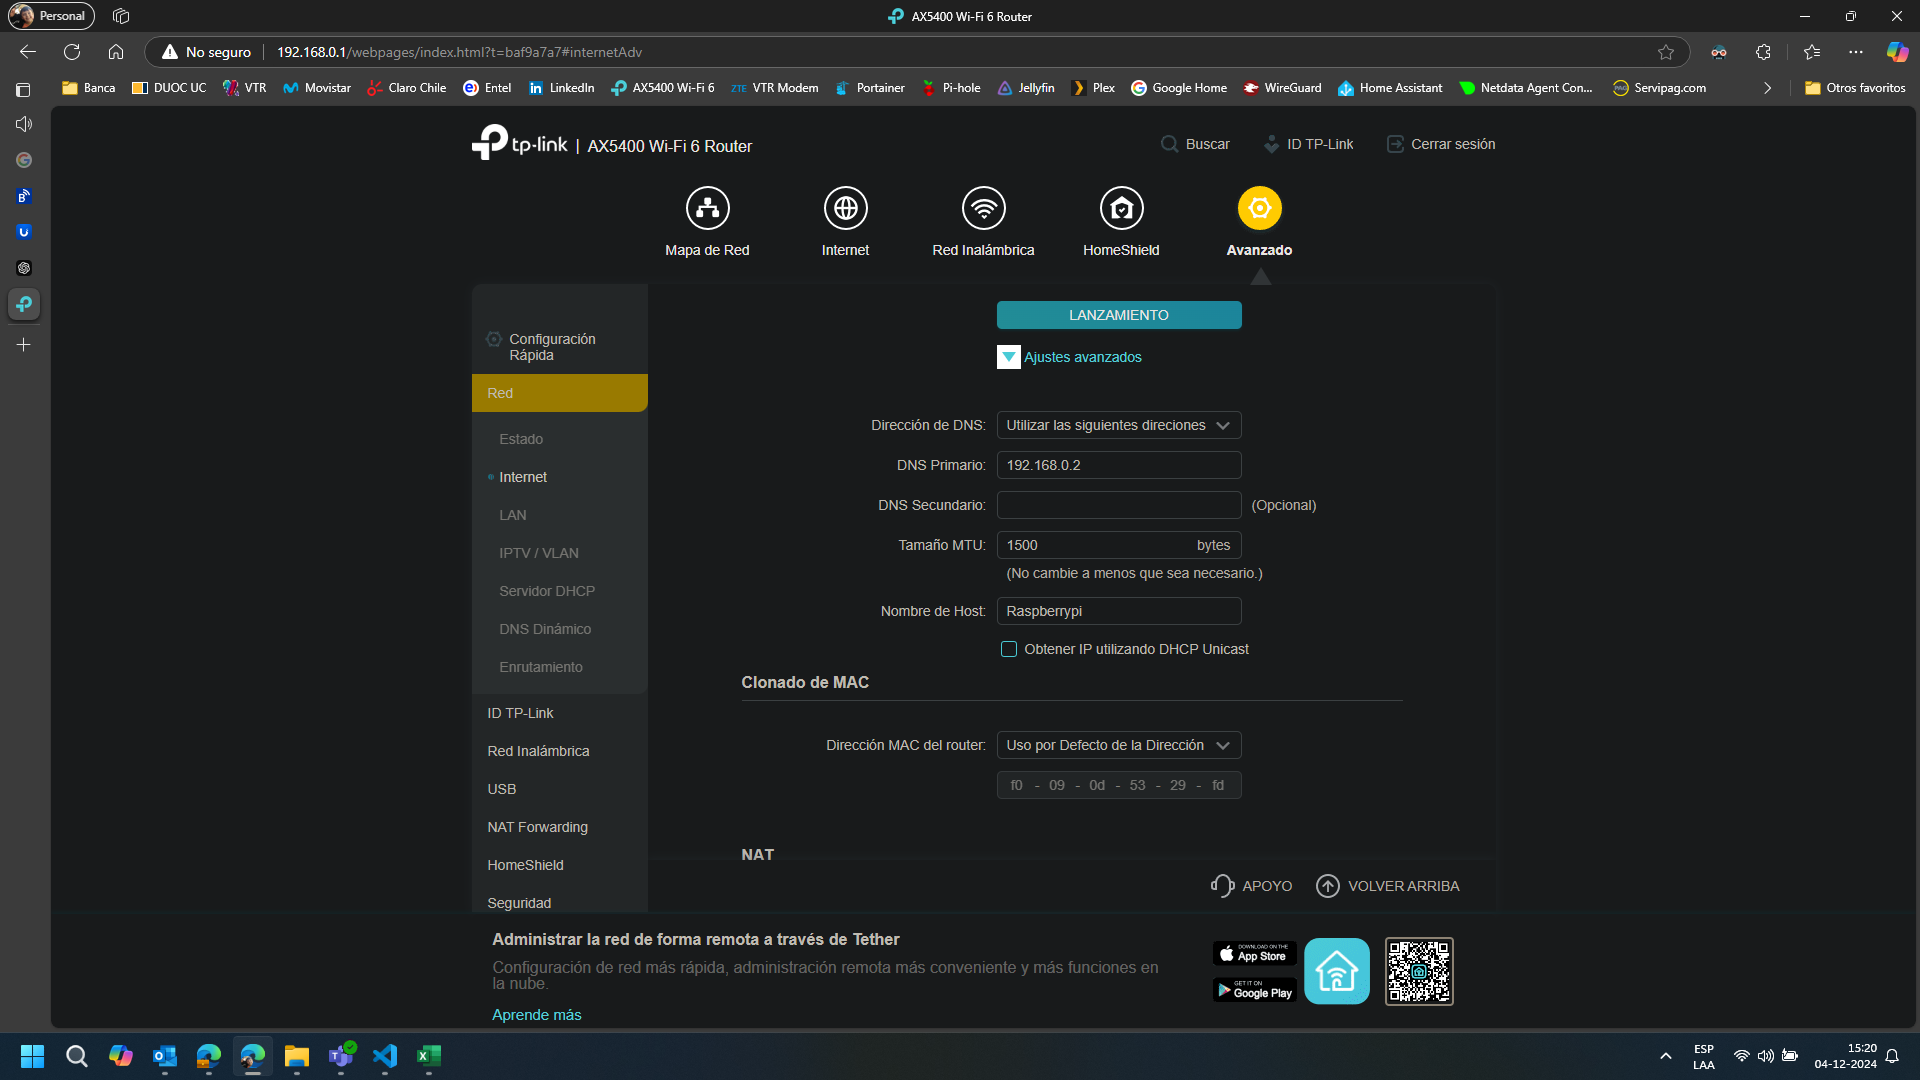 Personal
AX5400 Wi-Fi 6 Router
No seguro
192.168.0.1/webpages/index.html?t=baf9a7a7#internetAdv
Banca
DUOC UC
VTR
Movistar
Claro Chile
Entel
LinkedIn
AX5400 Wi-Fi 6
ZTE VTR Modem
Portainer
Pi-hole
Jellyfin
Plex
Google Home
WireGuard
Home Assistant
Netdata Agent Con...
Servipag.com
Otros favoritos
tp-link | AX5400 Wi-Fi 6 Router
Buscar
ID TP-Link
Cerrar sesión
Mapa de Red
Internet
Red Inalámbrica
HomeShield
Avanzado
Configuración
Rápida
Red
Estado
Internet
LAN
IPTV / VLAN
Servidor DHCP
DNS Dinámico
Enrutamiento
ID TP-Link
Red Inalámbrica
USB
NAT Forwarding
HomeShield
Seguridad
LANZAMIENTO
Ajustes avanzados
Dirección de DNS: Utilizar las siguientes direciones
DNS Primario: 192.168.0.2
DNS Secundario: (Opcional)
Tamaño MTU: 1500 bytes
(No cambie a menos que sea necesario.)
Nombre de Host: Raspberrypi
Obtener IP utilizando DHCP Unicast
Clonado de MAC
Dirección MAC del router: Uso por Defecto de la Dirección
f0 - 09 - 0d - 53 - 29 - fd
NAT
APOYO
VOLVER ARRIBA
Administrar la red de forma remota a través de Tether
Configuración de red más rápida, administración remota más conveniente y más funciones en
la nube.
Aprende más
Download on the
App Store
GET IT ON
Google Play
ESP
LAA
15:20
04-12-2024